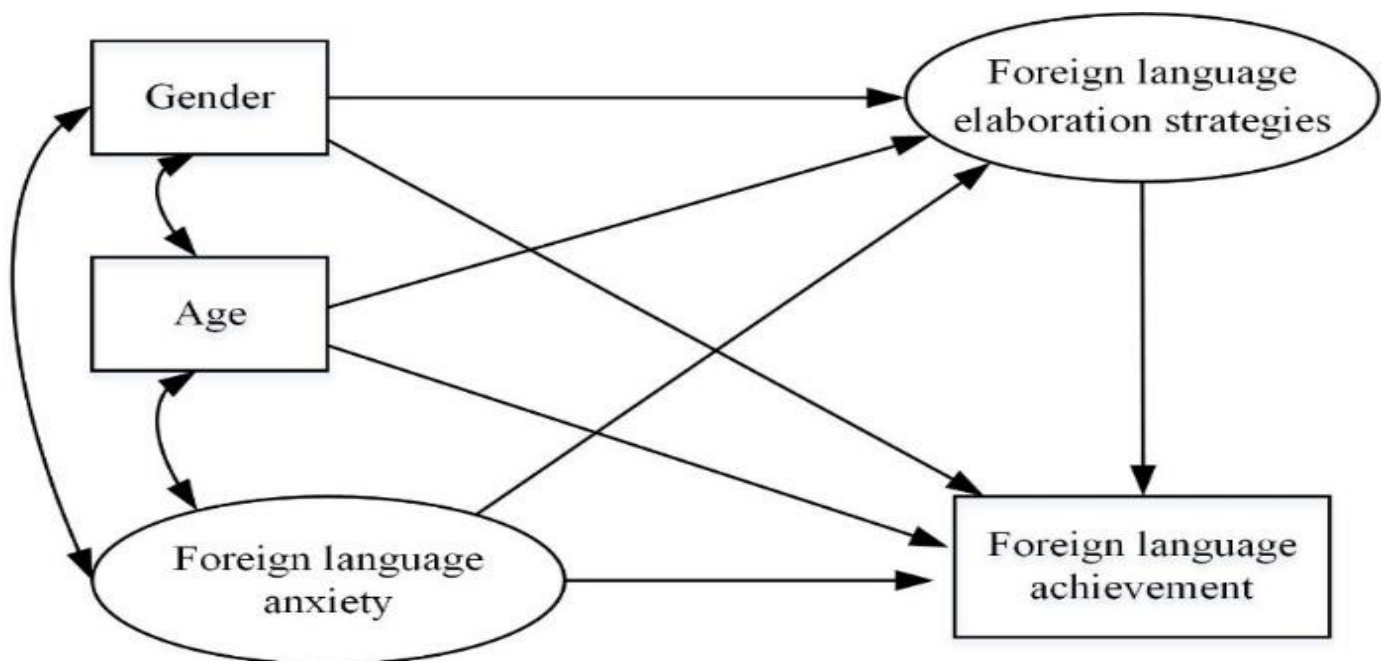 Gender
Foreign language
elaboration strategies
Age
Foreign language
anxiety
Foreign language
achievement